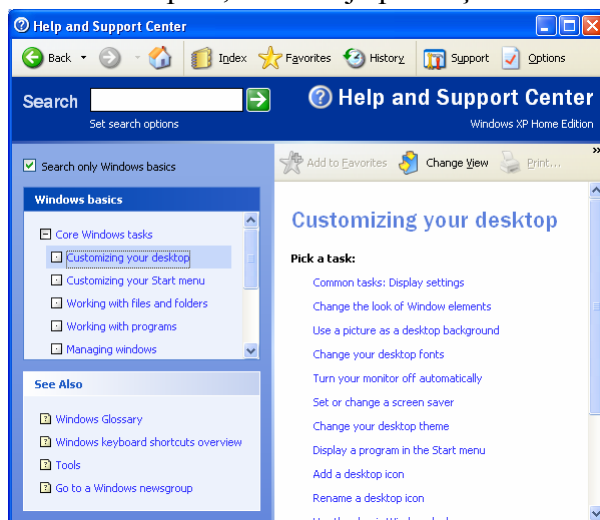 Help and Support Center
Back Index Favorites History Support Options
Search
Set search options
Help and Support Center
Windows XP Home Edition
Search only Windows basics
Add to Favorites Change View Print...
Windows basics
Core Windows tasks
Customizing your desktop
Customizing your Start menu
Working with files and folders
Working with programs
Managing windows
See Also
Windows Glossary
Windows keyboard shortcuts overview
Tools
Go to a Windows newsgroup
Customizing your desktop
Pick a task:
Common tasks: Display settings
Change the look of Window elements
Use a picture as a desktop background
Change your desktop fonts
Turn your monitor off automatically
Set or change a screen saver
Change your desktop theme
Display a program in the Start menu
Add a desktop icon
Rename a desktop icon